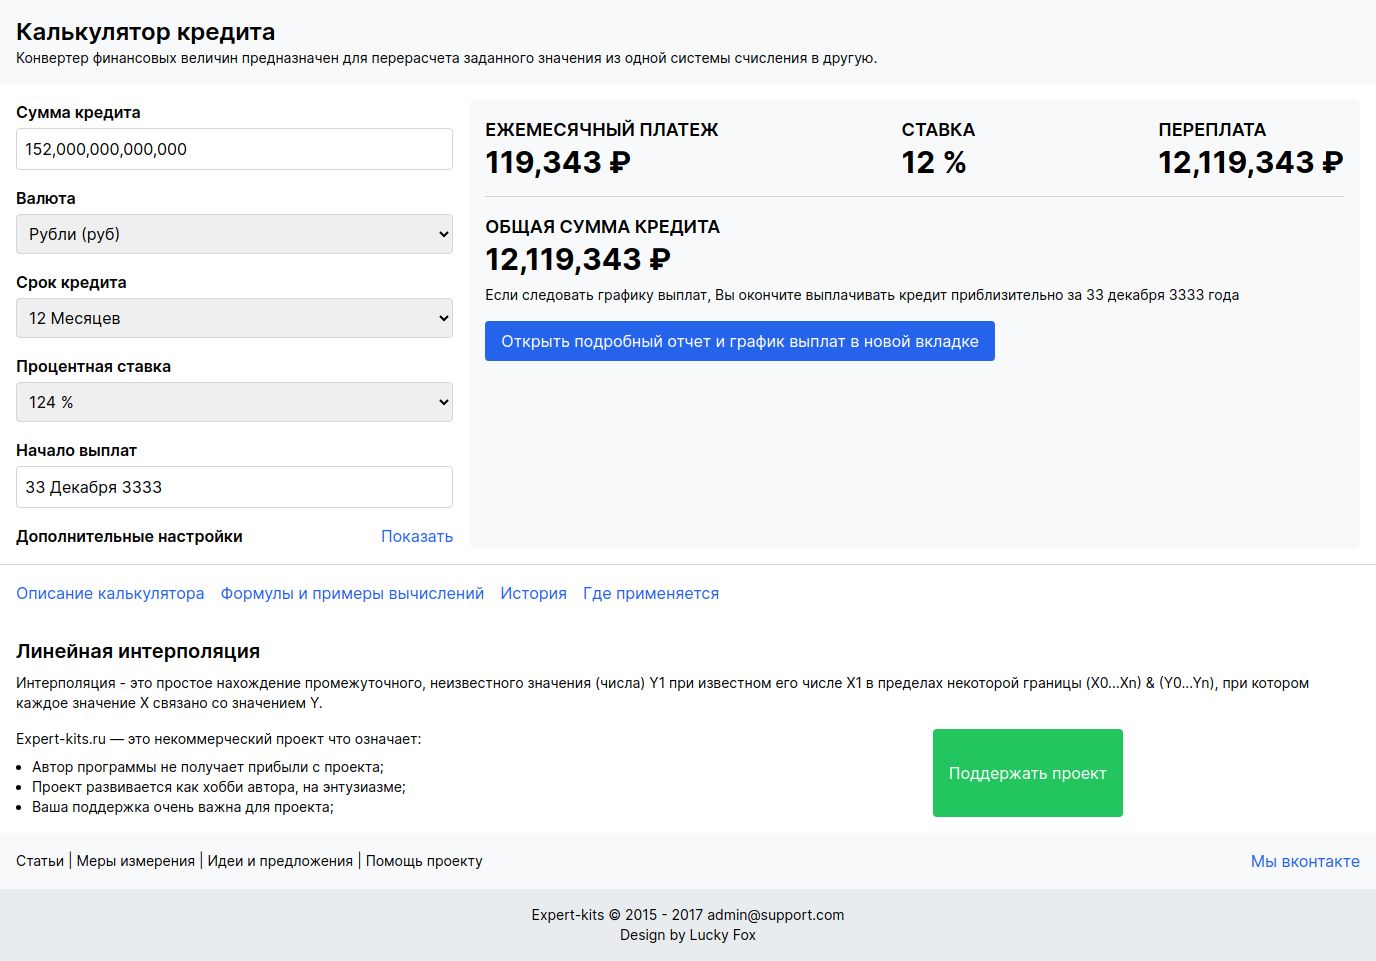 Калькулятор кредита
Конвертер финансовых величин предназначен для перерасчета заданного значения из одной системы счисления в другую.
Сумма кредита
152,000,000,000,000
Валюта
Рубли (руб)
Срок кредита
12 Месяцев
Процентная ставка
124 %
Начало выплат
33 Декабря 3333
Дополнительные настройки Показать
ЕЖЕМЕСЯЧНЫЙ ПЛАТЕЖ
119,343 ₽
СТАВКА
12 %
ПЕРЕПЛАТА
12,119,343 ₽
ОБЩАЯ СУММА КРЕДИТА
12,119,343 ₽
Если следовать графику выплат, Вы окончите выплачивать кредит приблизительно за 33 декабря 3333 года
Открыть подробный отчет и график выплат в новой вкладке
Описание калькулятора Формулы и примеры вычислений История Где применяется
Линейная интерполяция
Интерполяция - это простое нахождение промежуточного, неизвестного значения (числа) Y1 при известном его числе X1 в пределах некоторой границы (X0...Xn) & (Y0...Yn), при котором
каждое значение X связано со значением Y.
Expert-kits.ru — это некоммерческий проект что означает:
• Автор программы не получает прибыли с проекта;
• Проект развивается как хобби автора, на энтузиазме;
• Ваша поддержка очень важна для проекта;
Поддержать проект
Статьи | Меры измерения | Идеи и предложения | Помощь проекту Мы вконтакте
Expert-kits © 2015 - 2017 admin@support.com
Design by Lucky Fox